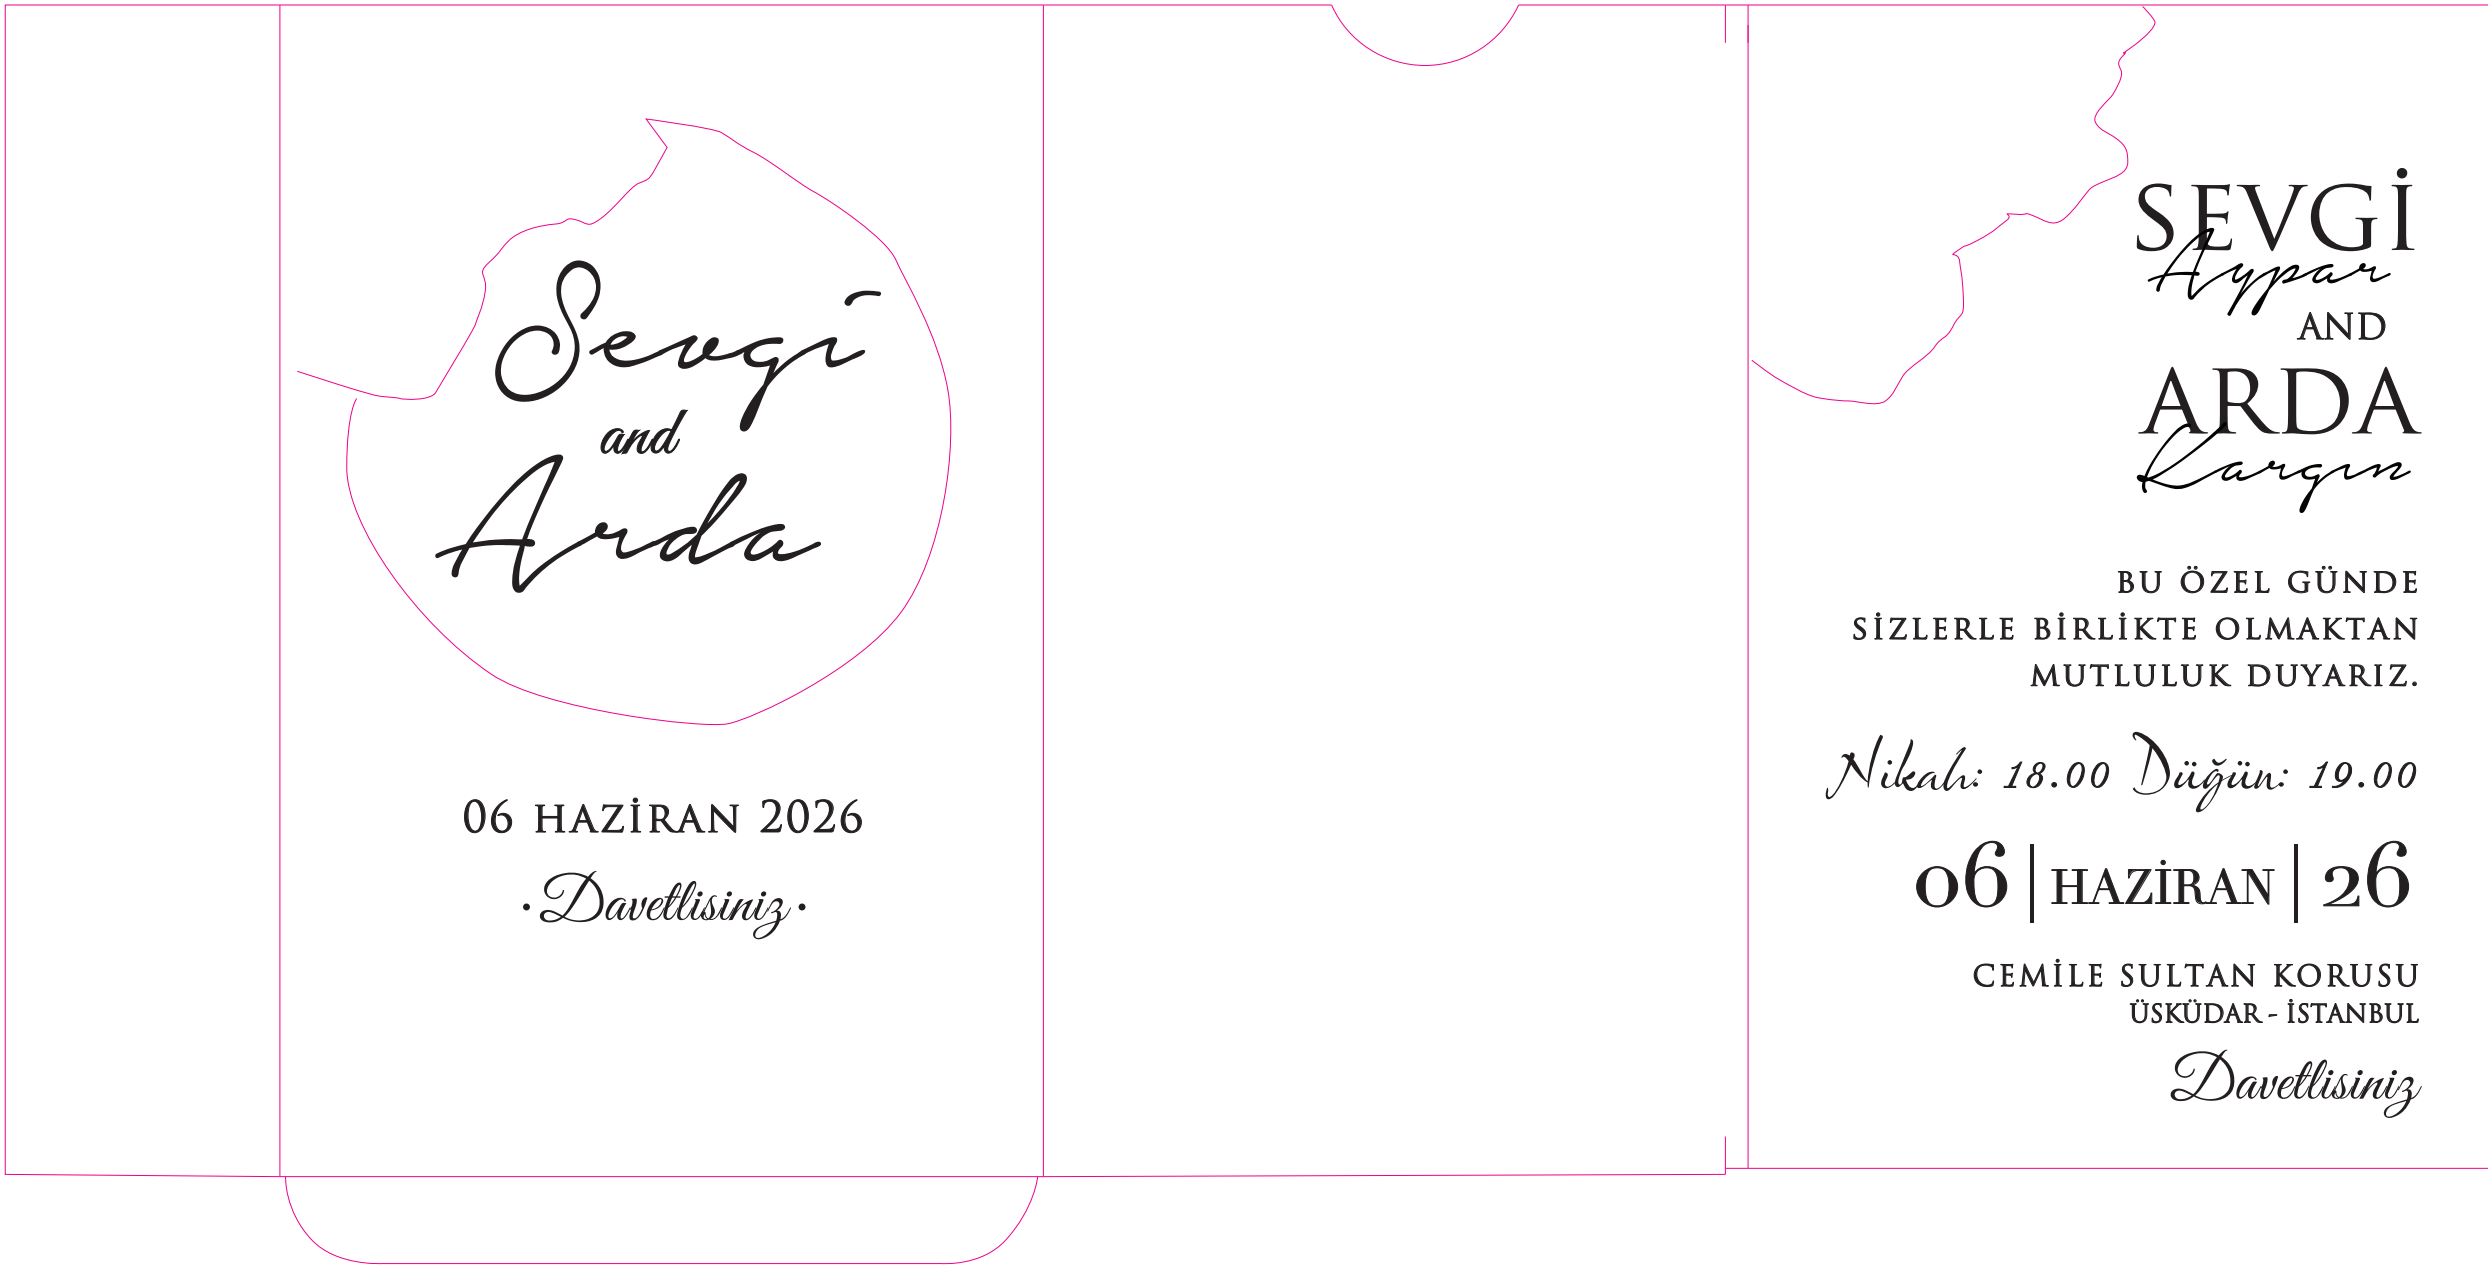 Sevgi
and
Arda
06 HAZİRAN 2026
·Davetlisiniz·
SEVGİ
Aypar
AND
ARDA
Kargın
BU ÖZEL GÜNDE
SİZLERLE BİRLİKTE OLMAKTAN
MUTLULUK DUYARIZ.
Nikah: 18.00 Düğün: 19.00
06|HAZİRAN|26
CEMİLE SULTAN KORUSU
ÜSKÜDAR - İSTANBUL
Davetlisiniz